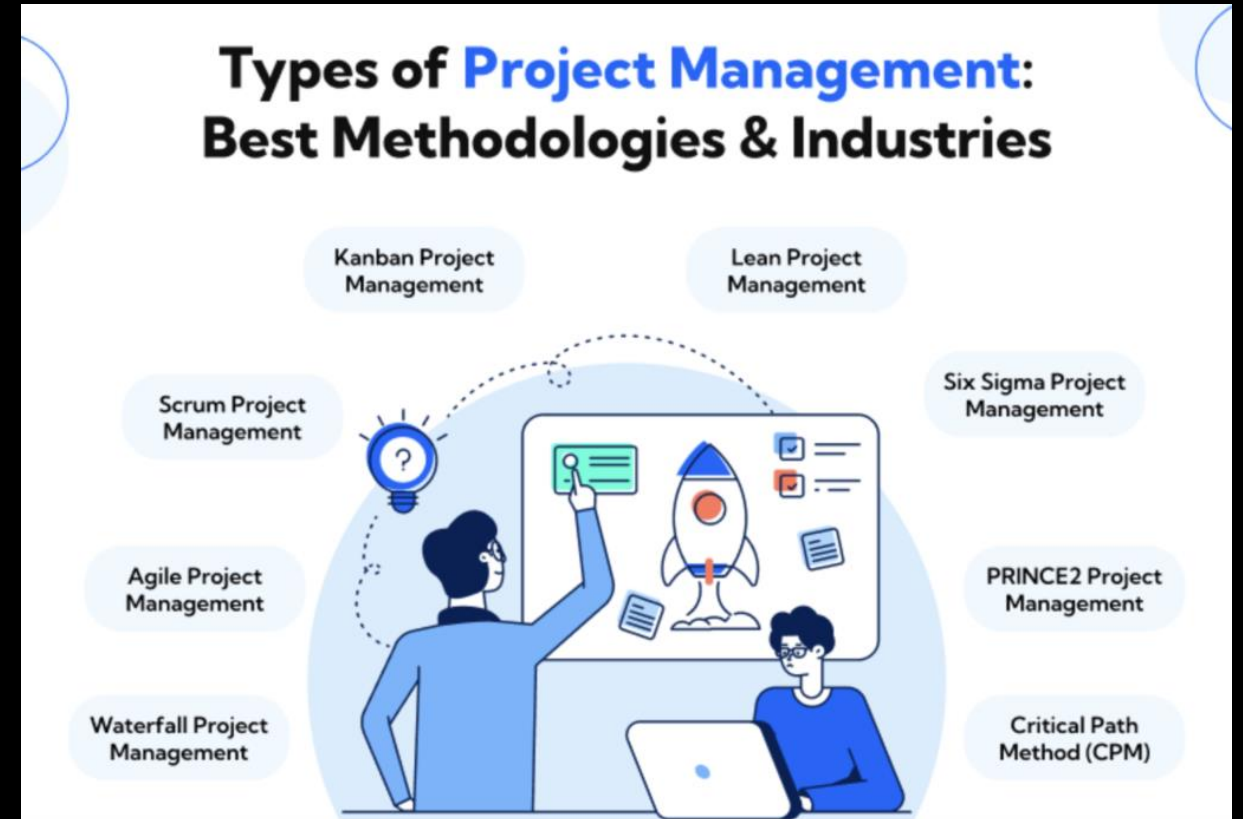 Types of Project Management:
Best Methodologies & Industries
Kanban Project
Management
Lean Project
Management
Scrum Project
Management
Six Sigma Project
Management
?
Agile Project
Management
PRINCE2 Project
Management
Waterfall Project
Management
Critical Path
Method (CPM)